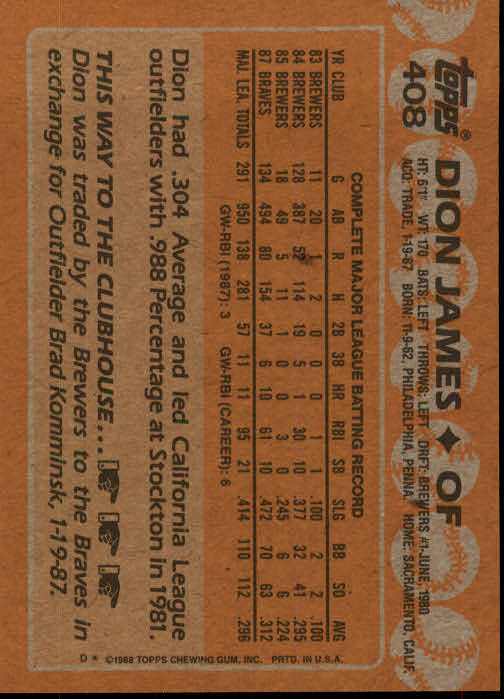 topps®
408
DION JAMES ♦ OF
HT: 6'1" WT: 170 BATS: LEFT THROWS: LEFT DRFT: BREWERS #1-JUNE, 1980
ACQ: TRADE, 1-19-87 BORN: 11-9-62, PHILADELPHIA, PENNA. HOME: SACRAMENTO, CALIF.
COMPLETE MAJOR LEAGUE BATTING RECORD
YR CLUB G AB R H 2B 3B HR RBI SB SLG BB SO AVG
83 BREWERS 11 20 1 2 0 0 0 1 1 .100 2 2 .100
84 BREWERS 128 387 52 114 19 5 1 30 10 .377 32 41 .295
85 BREWERS 18 49 5 11 1 0 0 3 0 .245 6 6 .224
87 BRAVES 134 494 80 154 37 6 10 61 10 .472 70 63 .312
MAJ. LEA. TOTALS 291 950 138 281 57 11 11 95 21 .414 110 112 .296
GW-RBI (1987): 3 GW-RBI (CAREER): 6
Dion had .304 Average and led California League
outfielders with .988 Percentage at Stockton in 1981.
THIS WAY TO THE CLUBHOUSE...
Dion was traded by the Brewers to the Braves in
exchange for Outfielder Brad Komminsk, 1-19-87.
D* ©1988 TOPPS CHEWING GUM, INC. PRTD. IN U.S.A.